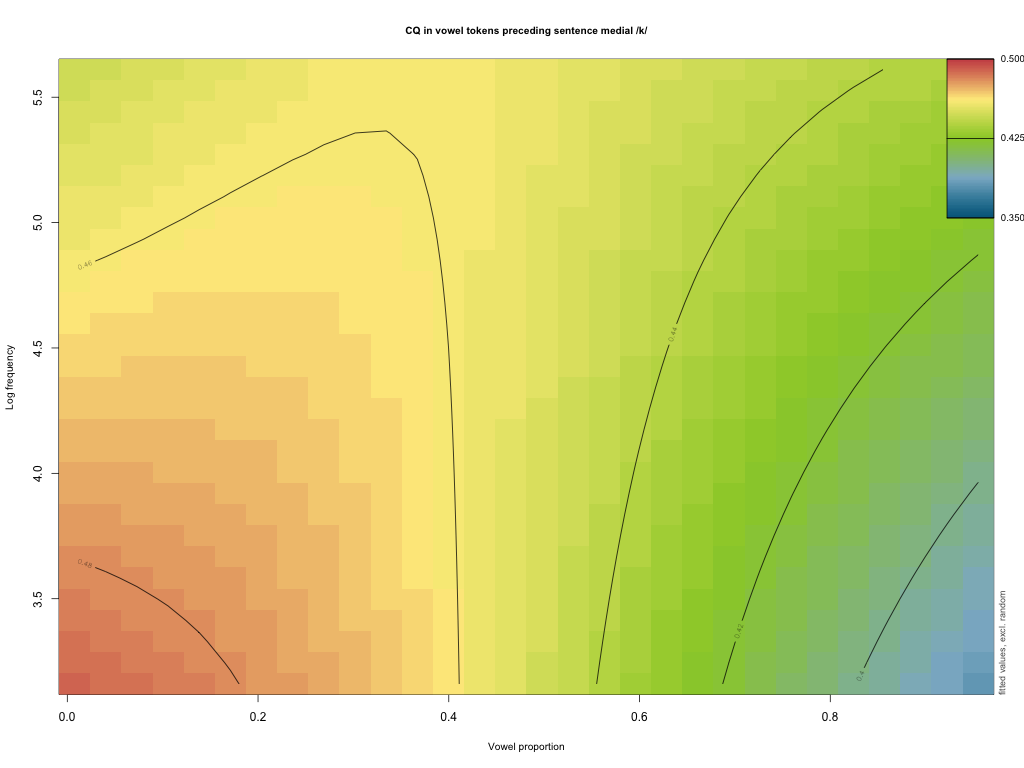 CQ in vowel tokens preceding sentence medial /k/
0.500
0.425
0.350
5.5
5.0
4.5
4.0
3.5
Log frequency
0.46
0.48
0.44
0.42
0.4
fitted values, excl. random
0.0 0.2 0.4 0.6 0.8
Vowel proportion